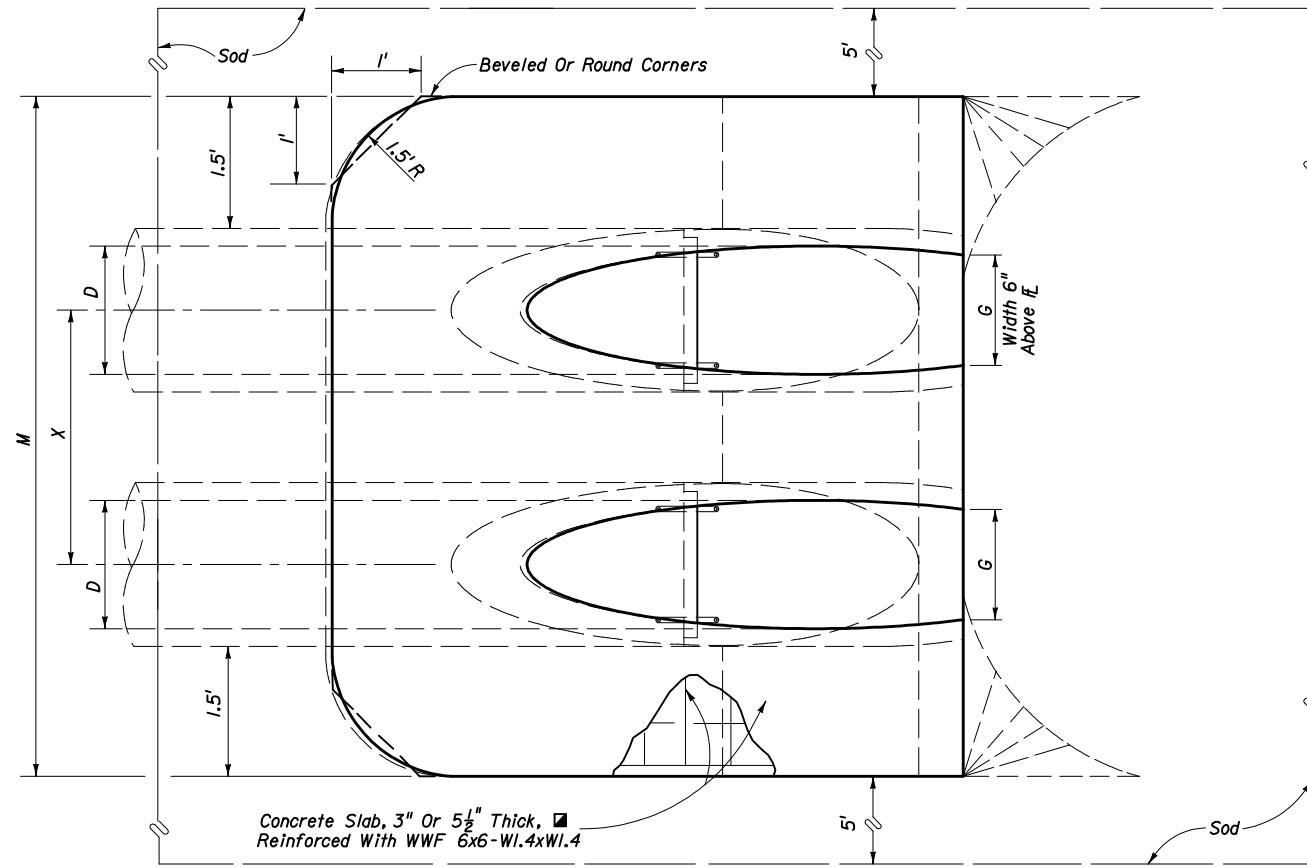 Sod
5'
1'
Beveled Or Round Corners
1'
1.5'
1.5' R
D
G
Width 6"
Above ℄
X
M
D
G
1.5'
Concrete Slab, 3" Or 5½" Thick, ◪
Reinforced With WWF 6x6-W1.4xW1.4
5'
Sod